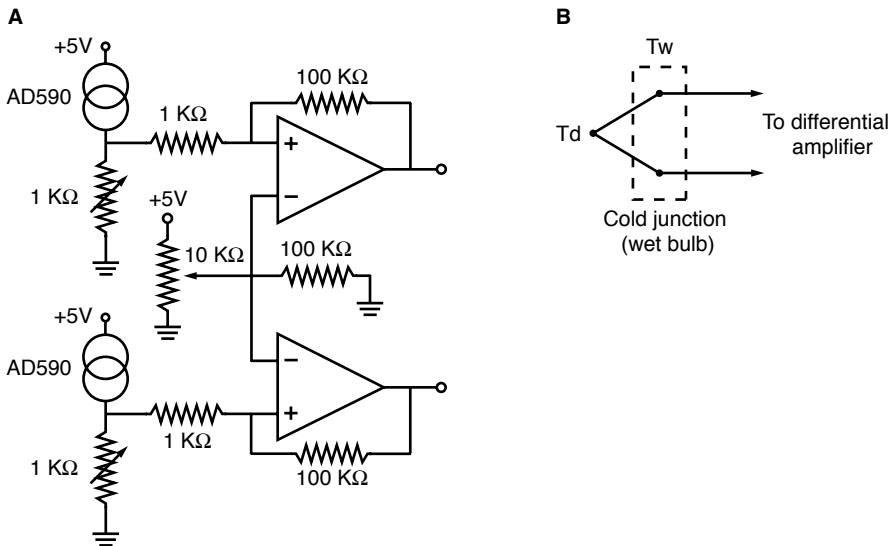 A
+5V
AD590
1 KΩ
100 KΩ
1 KΩ
+
−
+5V
10 KΩ
100 KΩ
+5V
AD590
−
+
1 KΩ
1 KΩ
100 KΩ
B
Tw
Td
To differential
amplifier
Cold junction
(wet bulb)